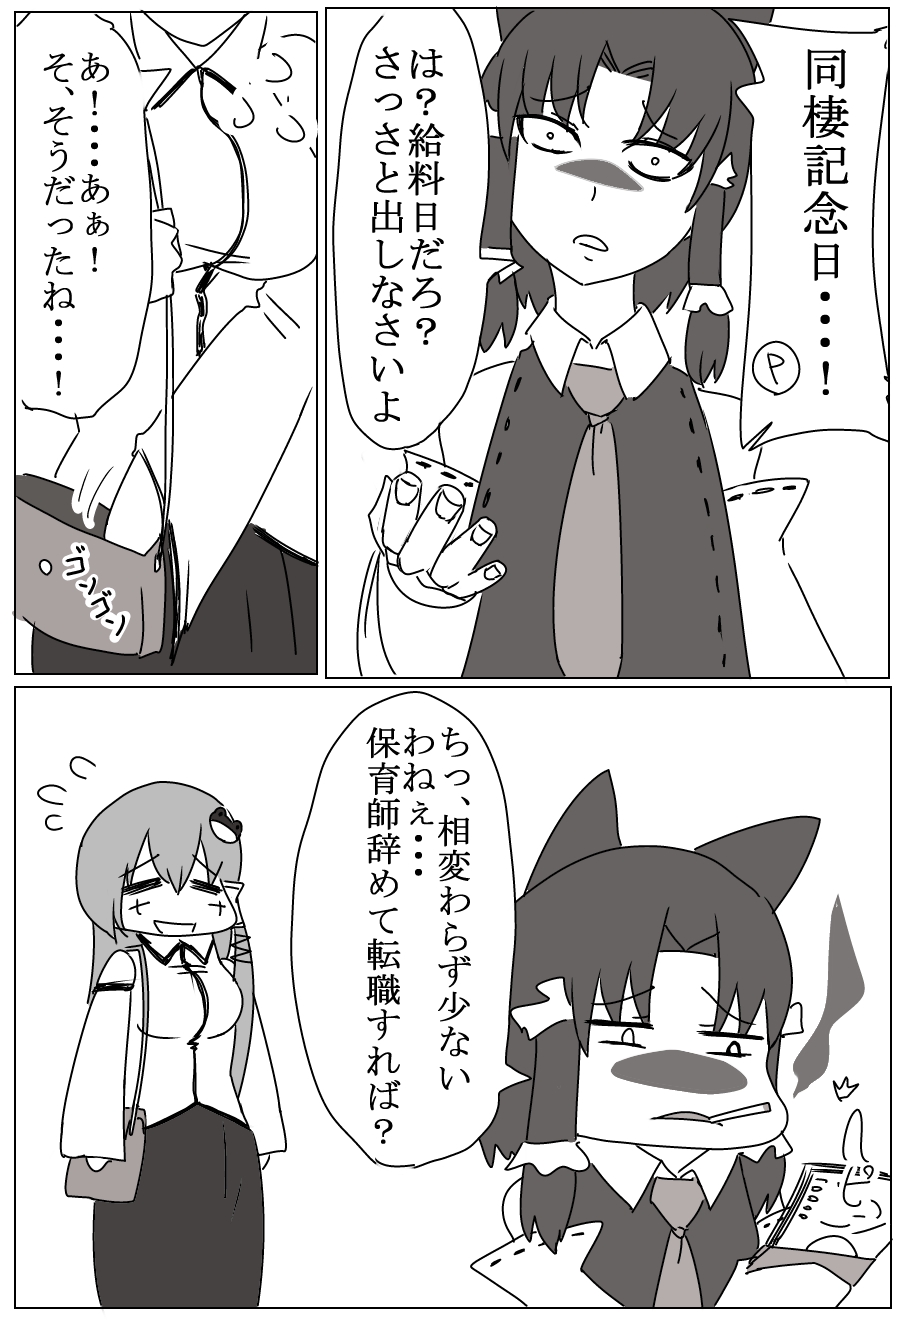 同棲記念日・・・！
P
は？給料日だろ？
さっさと出しなさいよ
あ！・・・あぁ！
そ、そうだったね・・・・！
ゴソゴソ
ちっ、相変わらず少ない
わねぇ・・・
保育師辞めて転職すれば？